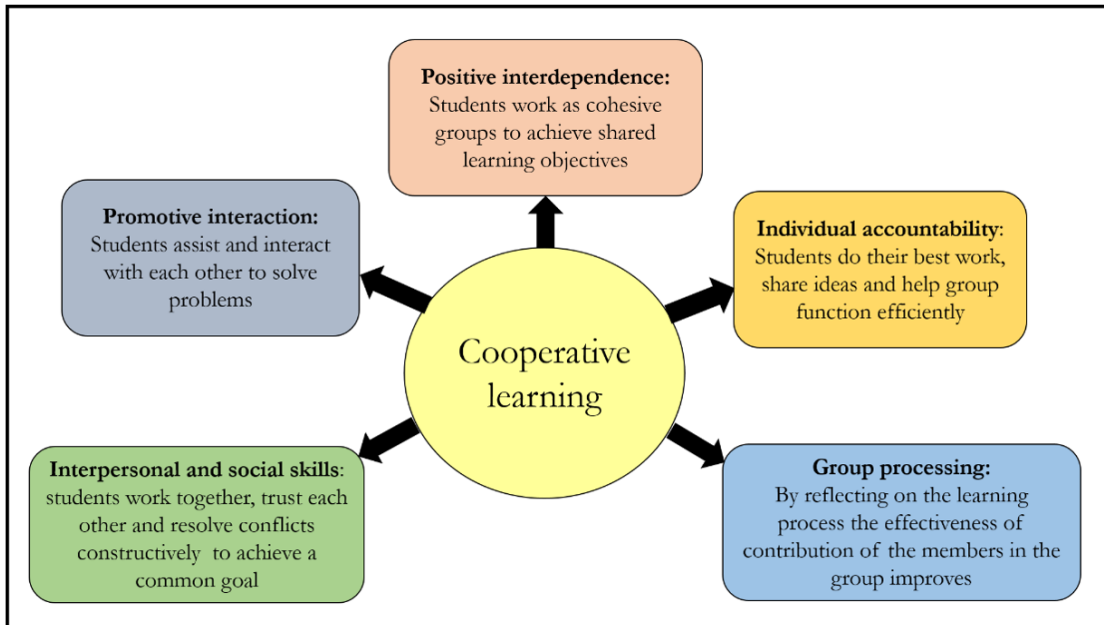 Positive interdependence:
Students work as cohesive
groups to achieve shared
learning objectives
Promotive interaction:
Students assist and interact
with each other to solve
problems
Individual accountability:
Students do their best work,
share ideas and help group
function efficiently
Cooperative
learning
Interpersonal and social skills:
students work together, trust each
other and resolve conflicts
constructively to achieve a
common goal
Group processing:
By reflecting on the learning
process the effectiveness of
contribution of the members in the
group improves